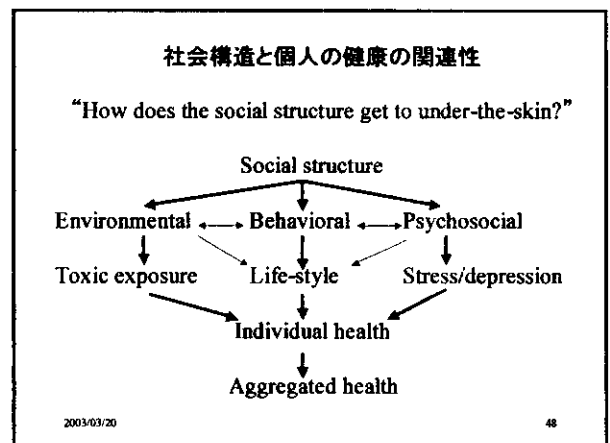 社会構造と個人の健康の関連性
“How does the social structure get to under-the-skin?”
Social structure
Environmental Behavioral Psychosocial
Toxic exposure Life-style Stress/depression
Individual health
Aggregated health
2003/03/20 48